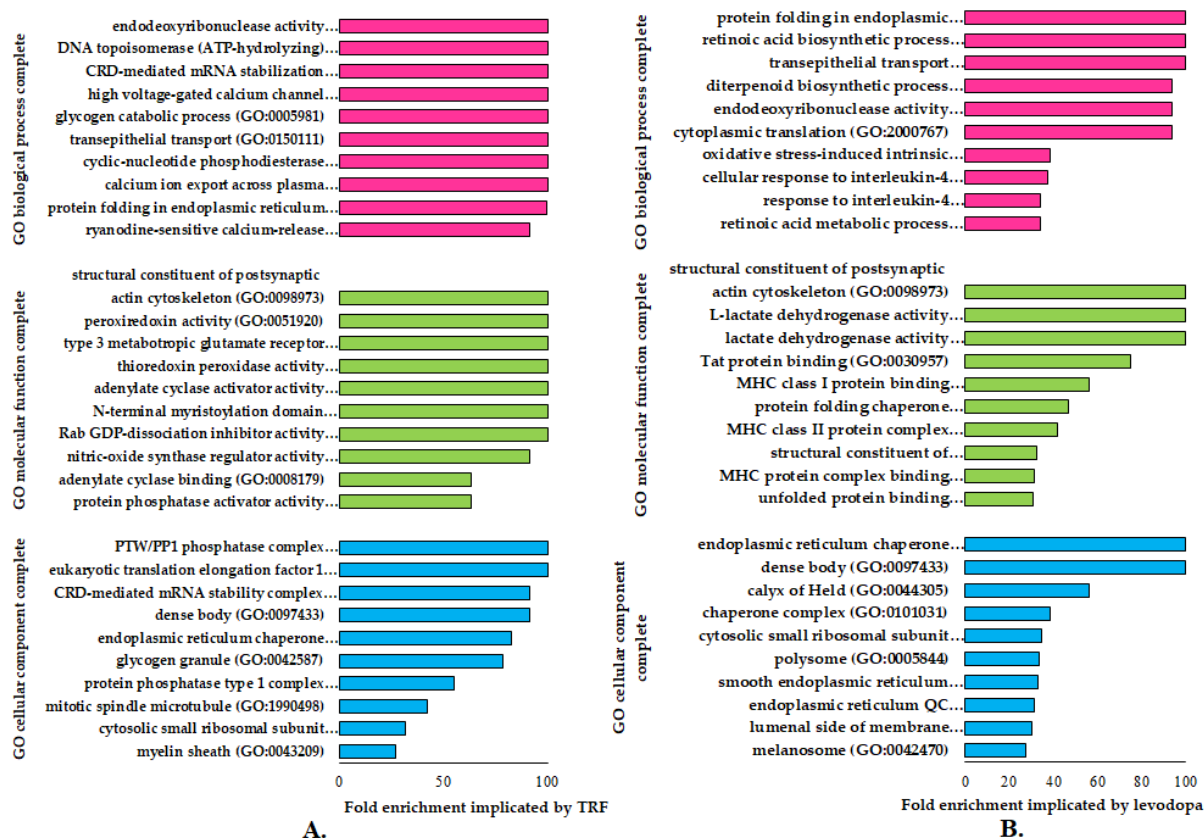 GO biological process complete
endodeoxyribonuclease activity
DNA topoisomerase (ATP-hydrolyzing)
CRD-mediated mRNA stabilization
high voltage-gated calcium channel
glycogen catabolic process (GO:0005981)
transepithelial transport (GO:0150111)
cyclic-nucleotide phosphodiesterase
calcium ion export across plasma
protein folding in endoplasmic reticulum...
ryanodine-sensitive calcium-release...
GO molecular function complete
structural constituent of postsynaptic
actin cytoskeleton (GO:0098973)
peroxiredoxin activity (GO:0051920)
type 3 metabotropic glutamate receptor
thioredoxin peroxidase activity
adenylate cyclase activator activity
N-terminal myristoylation domain...
Rab GDP-dissociation inhibitor activity
nitric-oxide synthase regulator activity...
adenylate cyclase binding (GO:0008179)
protein phosphatase activator activity
GO cellular component complete
PTW/PP1 phosphatase complex...
eukaryotic translation elongation factor 1...
CRD-mediated mRNA stability complex...
dense body (GO:0097433)
endoplasmic reticulum chaperone...
glycogen granule (GO:0042587)
protein phosphatase type 1 complex...
mitotic spindle microtubule (GO:1990498)
cytosolic small ribosomal subunit...
myelin sheath (GO:0043209)
0 50 100
Fold enrichment implicated by TRF
A.
GO biological process complete
protein folding in endoplasmic...
retinoic acid biosynthetic process...
transepithelial transport...
diterpenoid biosynthetic process...
endodeoxyribonuclease activity...
cytoplasmic translation (GO:2000767)
oxidative stress-induced intrinsic...
cellular response to interleukin-4...
response to interleukin-4...
retinoic acid metabolic process...
GO molecular function complete
structural constituent of postsynaptic
actin cytoskeleton (GO:0098973)
L-lactate dehydrogenase activity...
lactate dehydrogenase activity...
Tat protein binding (GO:0030957)
MHC class I protein binding...
protein folding chaperone...
MHC class II protein complex...
structural constituent of...
MHC protein complex binding...
unfolded protein binding...
GO cellular component
complete
endoplasmic reticulum chaperone...
dense body (GO:0097433)
calyx of Held (GO:0044305)
chaperone complex (GO:0101031)
cytosolic small ribosomal subunit...
polysome (GO:0005844)
smooth endoplasmic reticulum...
endoplasmic reticulum QC...
lumenal side of membrane...
melanosome (GO:0042470)
0 20 40 60 80 100
Fold enrichment implicated by levodopa
B.